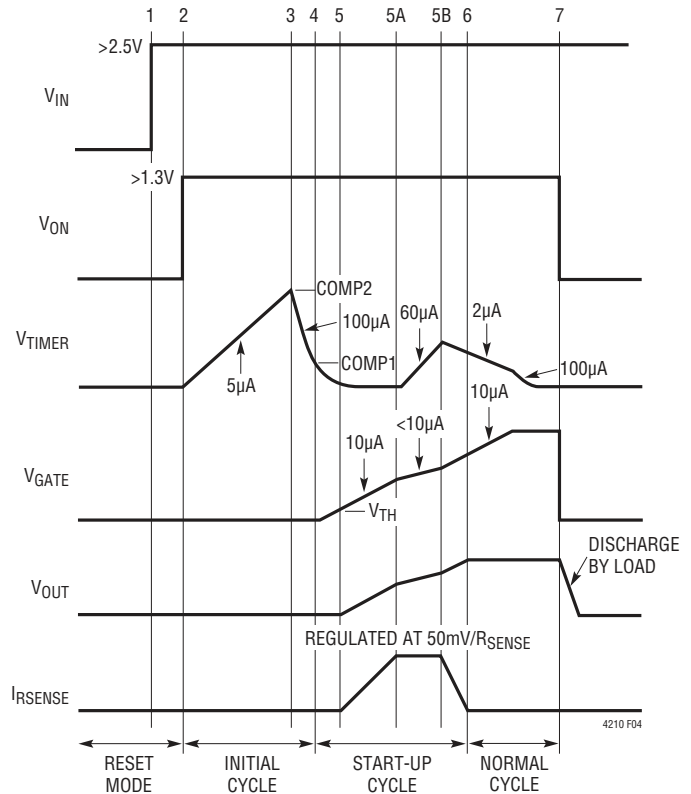 1 2 3 4 5 5A 5B 6 7
>2.5V
VIN
>1.3V
VON
COMP2
100µA
60µA
2µA
VTIMER
COMP1
100µA
5µA
10µA
<10µA
10µA
VGATE
VTH
DISCHARGE
BY LOAD
VOUT
REGULATED AT 50mV/RSENSE
IRSENSE
4210 F04
RESET
MODE
INITIAL
CYCLE
START-UP
CYCLE
NORMAL
CYCLE